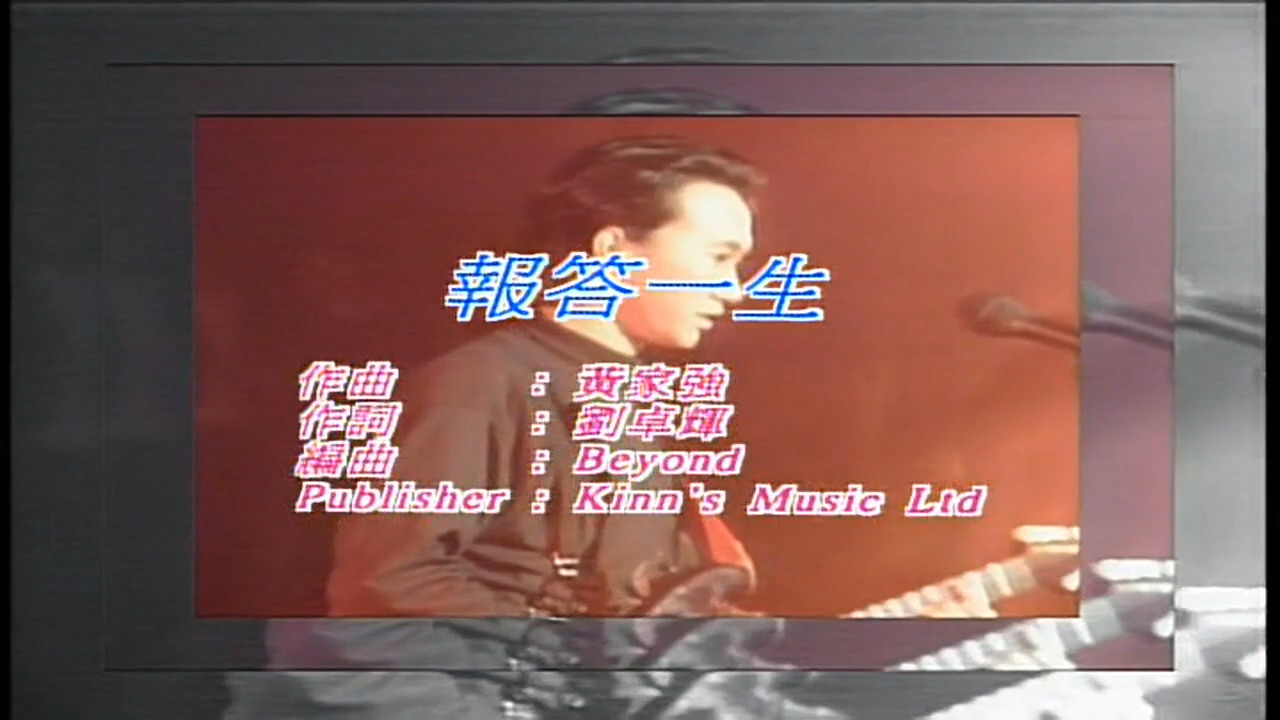 報答一生
作曲 : 黃家強
作詞 : 劉卓輝
編曲 : Beyond
Publisher : Kinn's Music Ltd